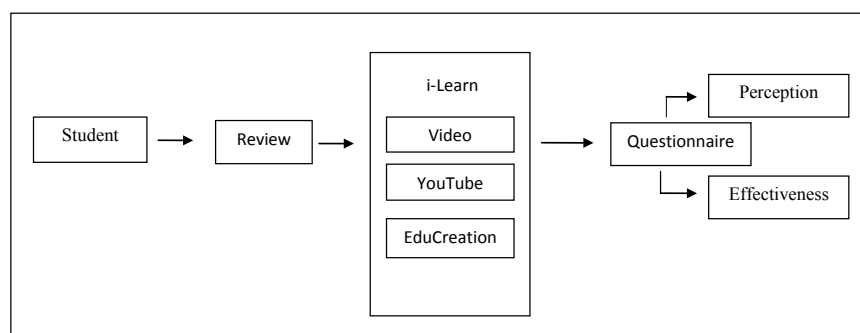 Student
Review
i-Learn
Video
YouTube
EduCreation
Questionnaire
Perception
Effectiveness